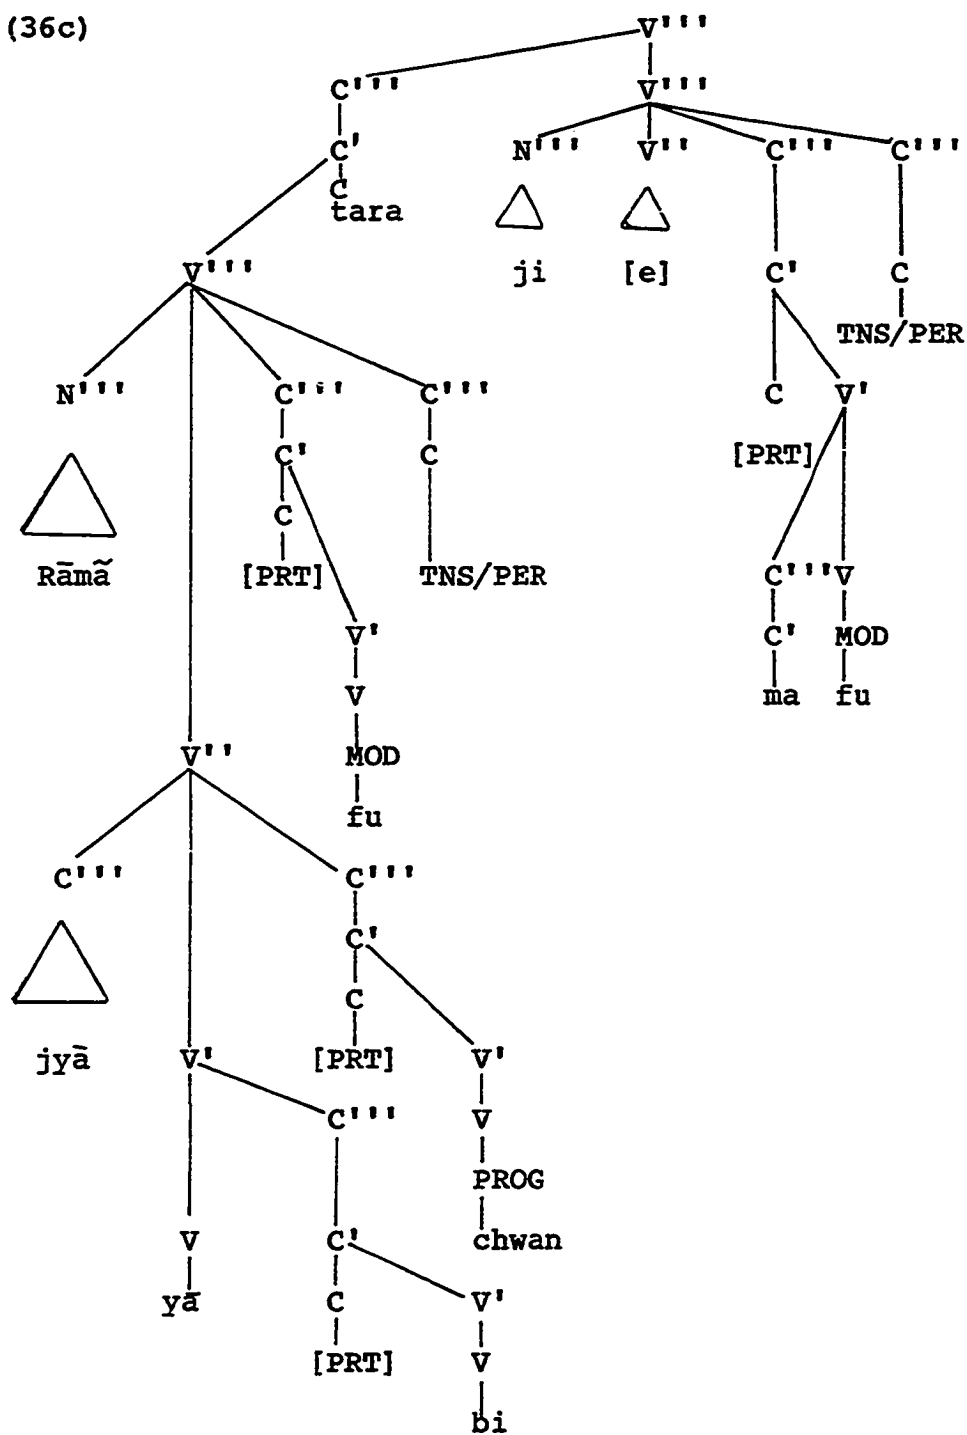 (36c)
V'''
C''' V'''
C' N''' V'' C''' C'''
C
tara
V''' ji [e] C' C
TNS/PER
N''' C''' C''' C V'
C' C [PRT]
C
Rāmā̃ [PRT] TNS/PER C''' V
V' C' MOD
V ma fu
V'' MOD
fu
C''' C'''
C'
C
jyā V' [PRT] V'
C''' V
PROG
V C' chwan
yā C V'
[PRT] V
bi